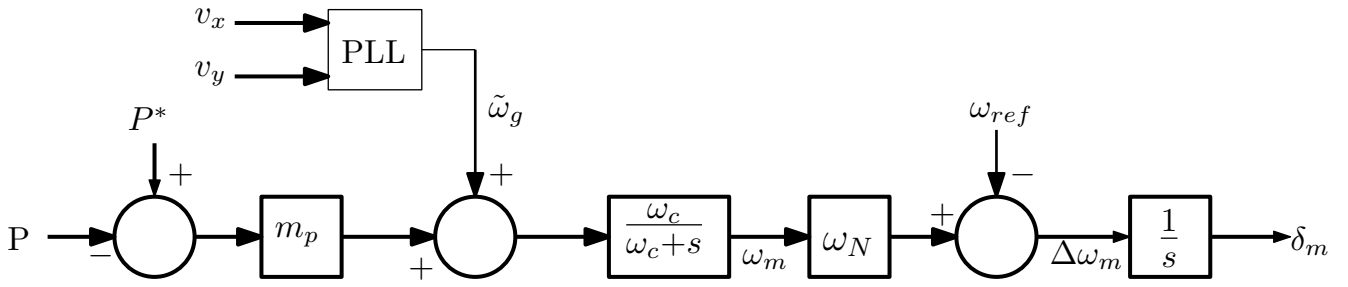 v_x
PLL
v_y
ω̃_g
P*
ω_ref
+
+
−
P
−
m_p
+
ω_c
ω_c+s
ω_m
ω_N
+
Δω_m
1
s
δ_m